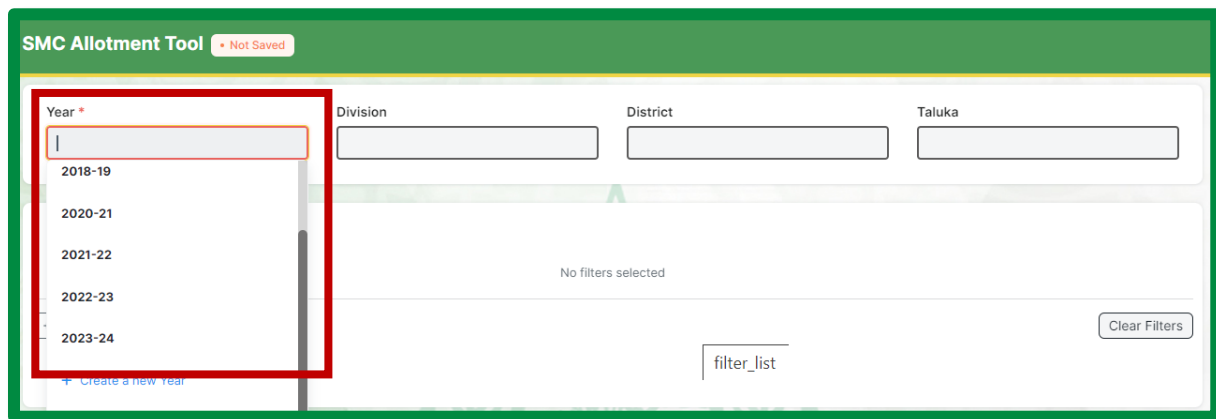 SMC Allotment Tool • Not Saved
Year * Division District Taluka
2018-19
2020-21
2021-22
2022-23
2023-24
+ Create a new Year
No filters selected
Clear Filters
filter_list